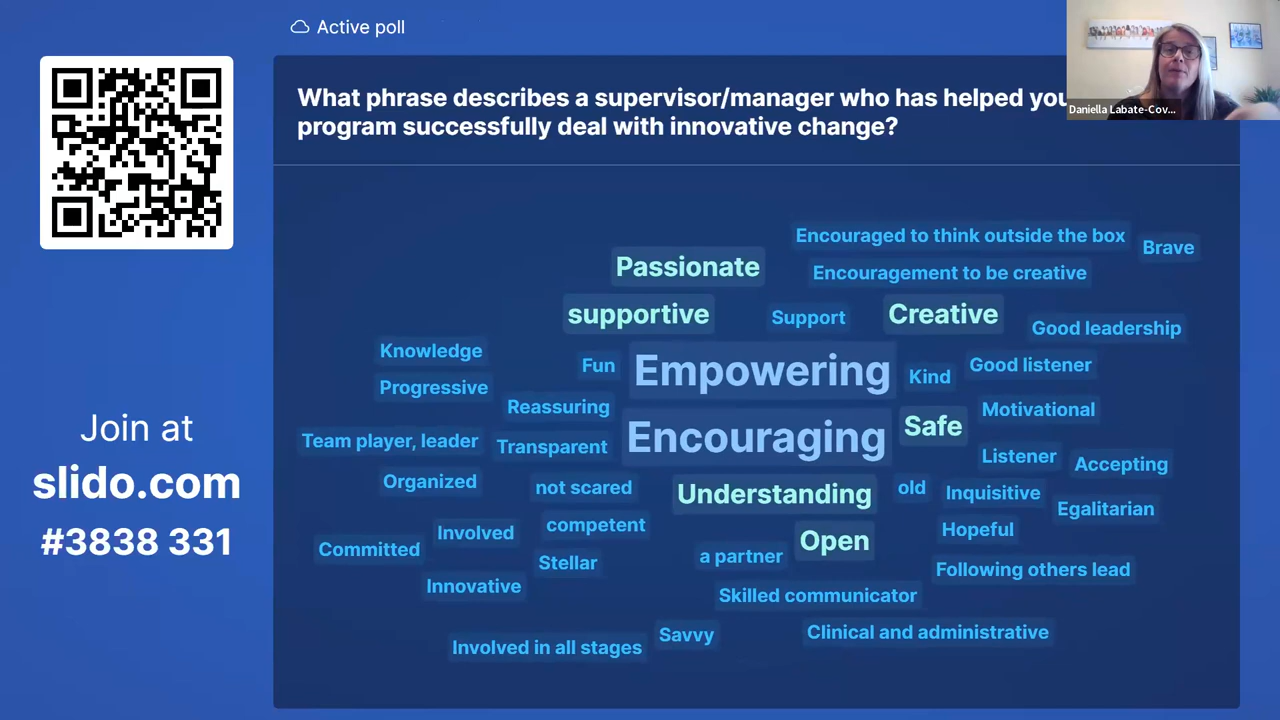 Active poll
What phrase describes a supervisor/manager who has helped you
program successfully deal with innovative change?
Daniella Labate-Cov...
Join at
slido.com
#3838 331
Encouraged to think outside the box
Brave
Passionate
Encouragement to be creative
supportive
Support
Creative
Good leadership
Knowledge
Fun
Empowering
Kind
Good listener
Progressive
Reassuring
Motivational
Team player, leader
Transparent
Encouraging
Safe
Listener
Accepting
Organized
not scared
Understanding
old
Inquisitive
Egalitarian
Committed
Involved
competent
Open
Hopeful
Stellar
a partner
Following others lead
Innovative
Skilled communicator
Involved in all stages
Savvy
Clinical and administrative